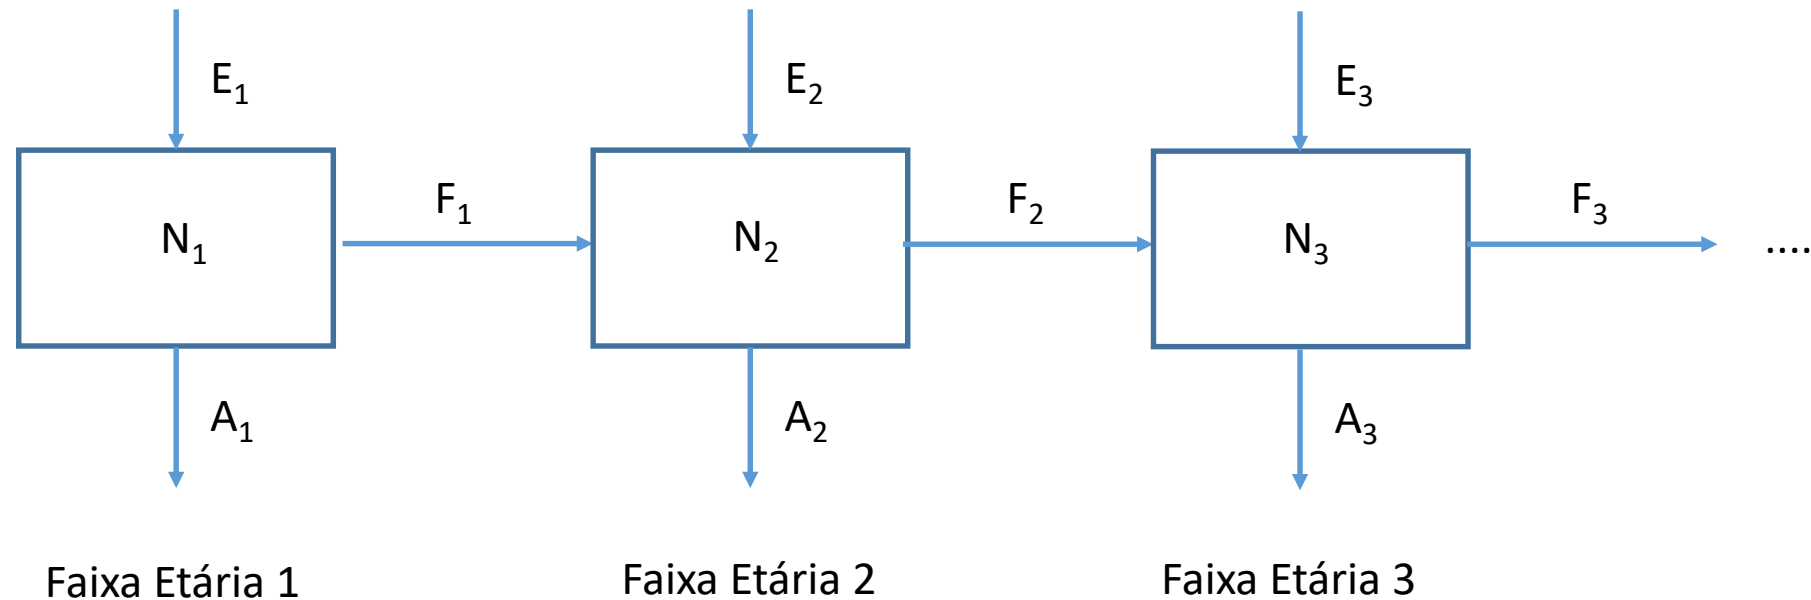 E₁ E₂ E₃
F₁ F₂ F₃
N₁ N₂ N₃ ....
A₁ A₂ A₃
Faixa Etária 1 Faixa Etária 2 Faixa Etária 3